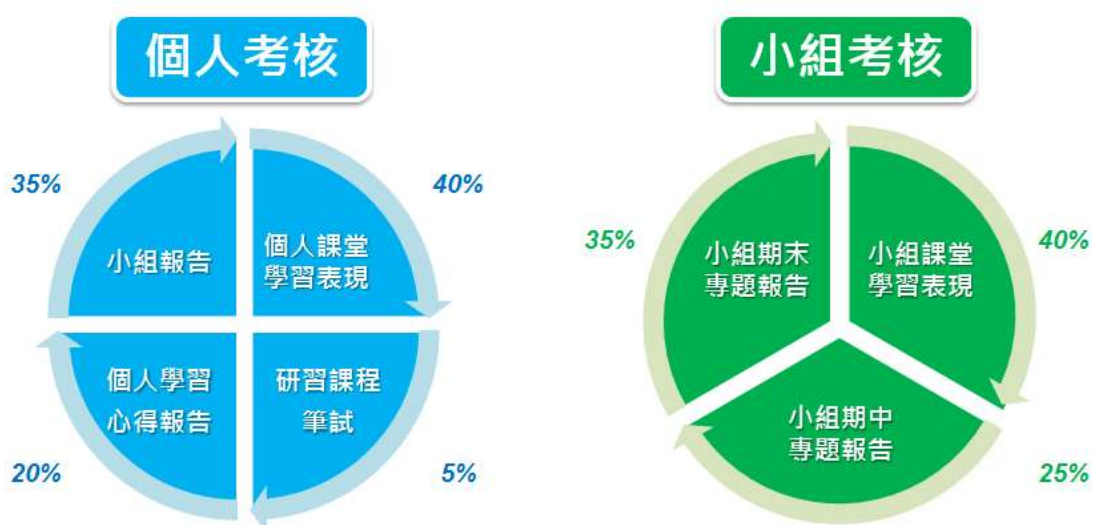 個人考核
35%
40%
小組報告
個人課堂
學習表現
個人學習
心得報告
研習課程
筆試
20%
5%
小組考核
35%
40%
小組期末
專題報告
小組課堂
學習表現
小組期中
專題報告
25%